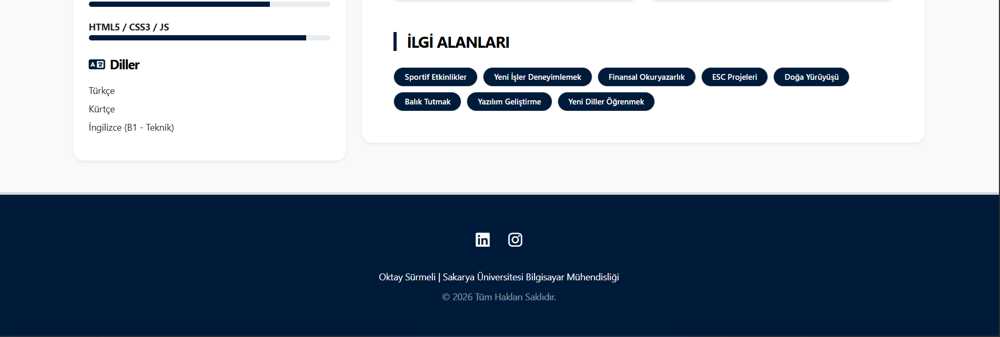 HTML5 / CSS3 / JS
Diller
Türkçe
Kürtçe
İngilizce (B1 - Teknik)
İLGİ ALANLARI
Sportif Etkinlikler
Yeni İşler Deneyimlemek
Finansal Okuryazarlık
ESC Projeleri
Doğa Yürüyüşü
Balık Tutmak
Yazılım Geliştirme
Yeni Diller Öğrenmek
Oktay Sürmeli | Sakarya Üniversitesi Bilgisayar Mühendisliği
© 2026 Tüm Hakları Saklıdır.